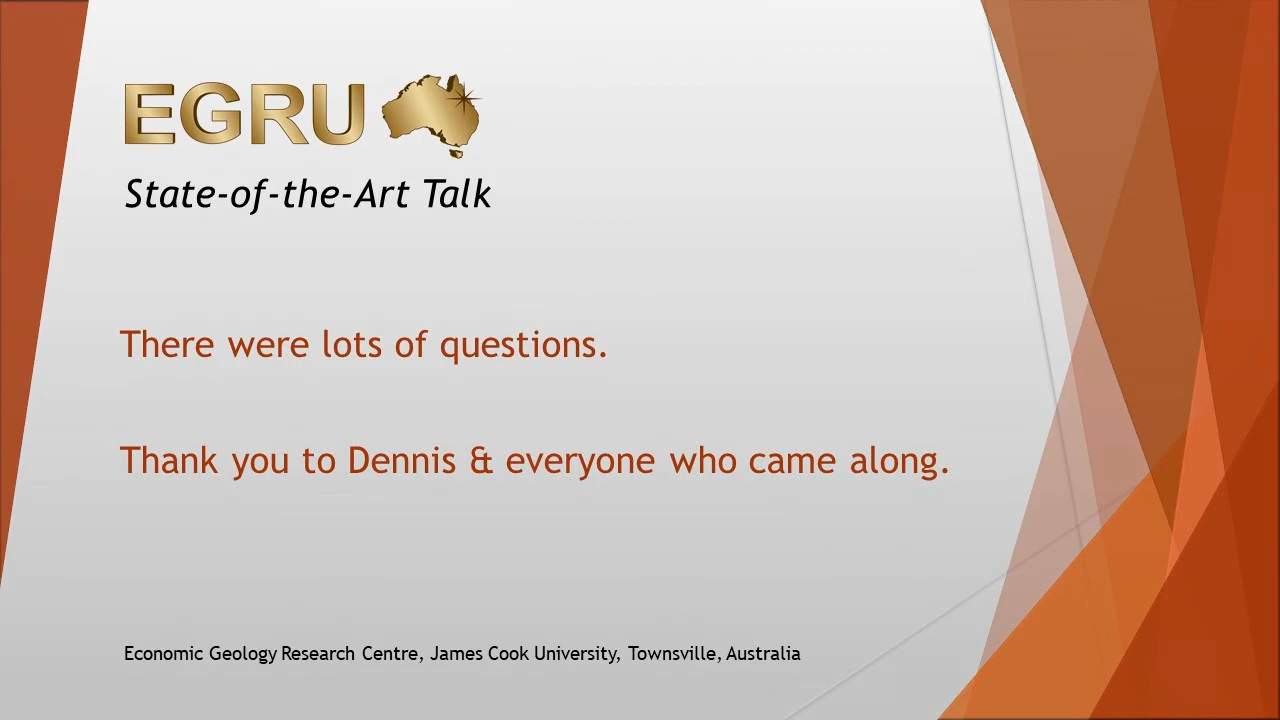 EGRU
State-of-the-Art Talk
There were lots of questions.
Thank you to Dennis & everyone who came along.
Economic Geology Research Centre, James Cook University, Townsville, Australia